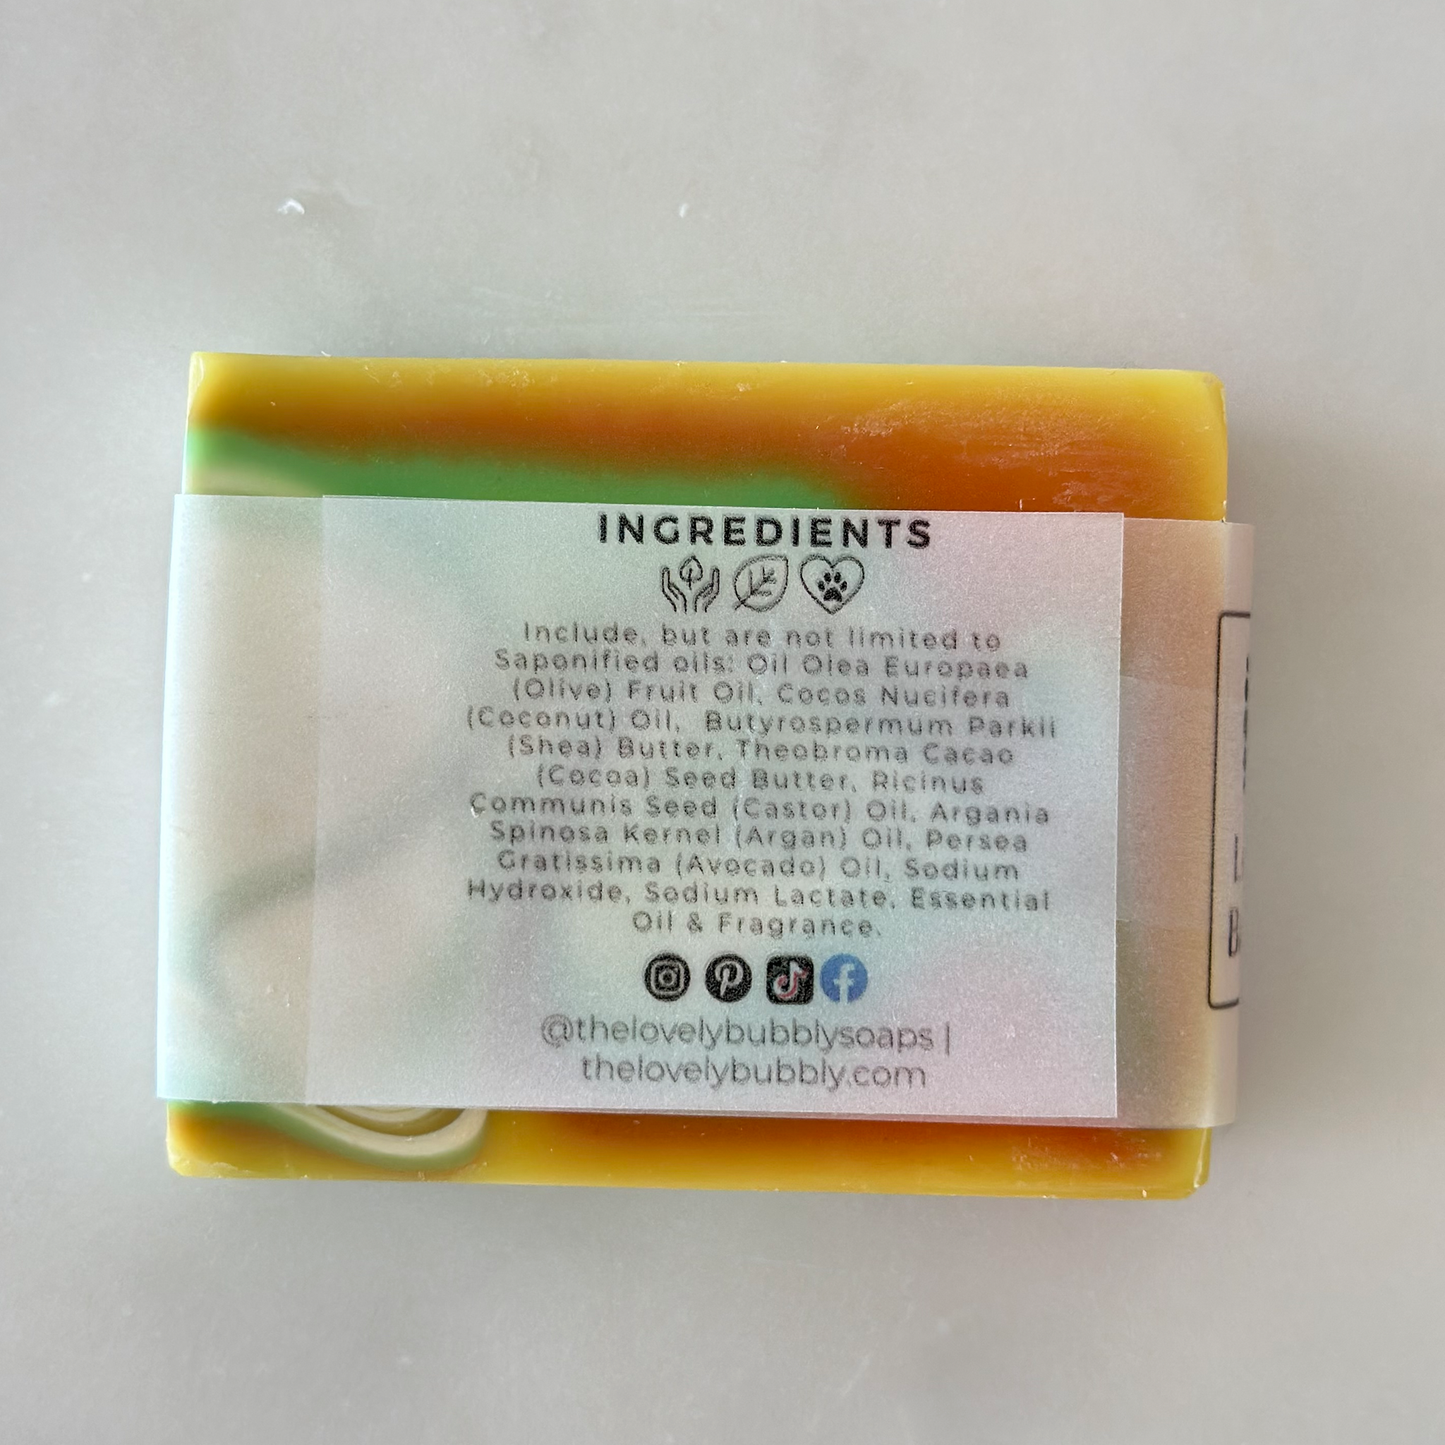 INGREDIENTS
Include, but are not limited to
Saponified oils: Oil Olea Europaea
(Olive) Fruit Oil, Cocos Nucifera
(Coconut) Oil, Butyrospermum Parkii
(Shea) Butter, Theobroma Cacao
(Cocoa) Seed Butter, Ricinus
Communis Seed (Castor) Oil, Argania
Spinosa Kernel (Argan) Oil, Persea
Gratissima (Avocado) Oil, Sodium
Hydroxide, Sodium Lactate, Essential
Oil & Fragrance.
@thelovelybubblysoaps |
thelovelybubbly.com